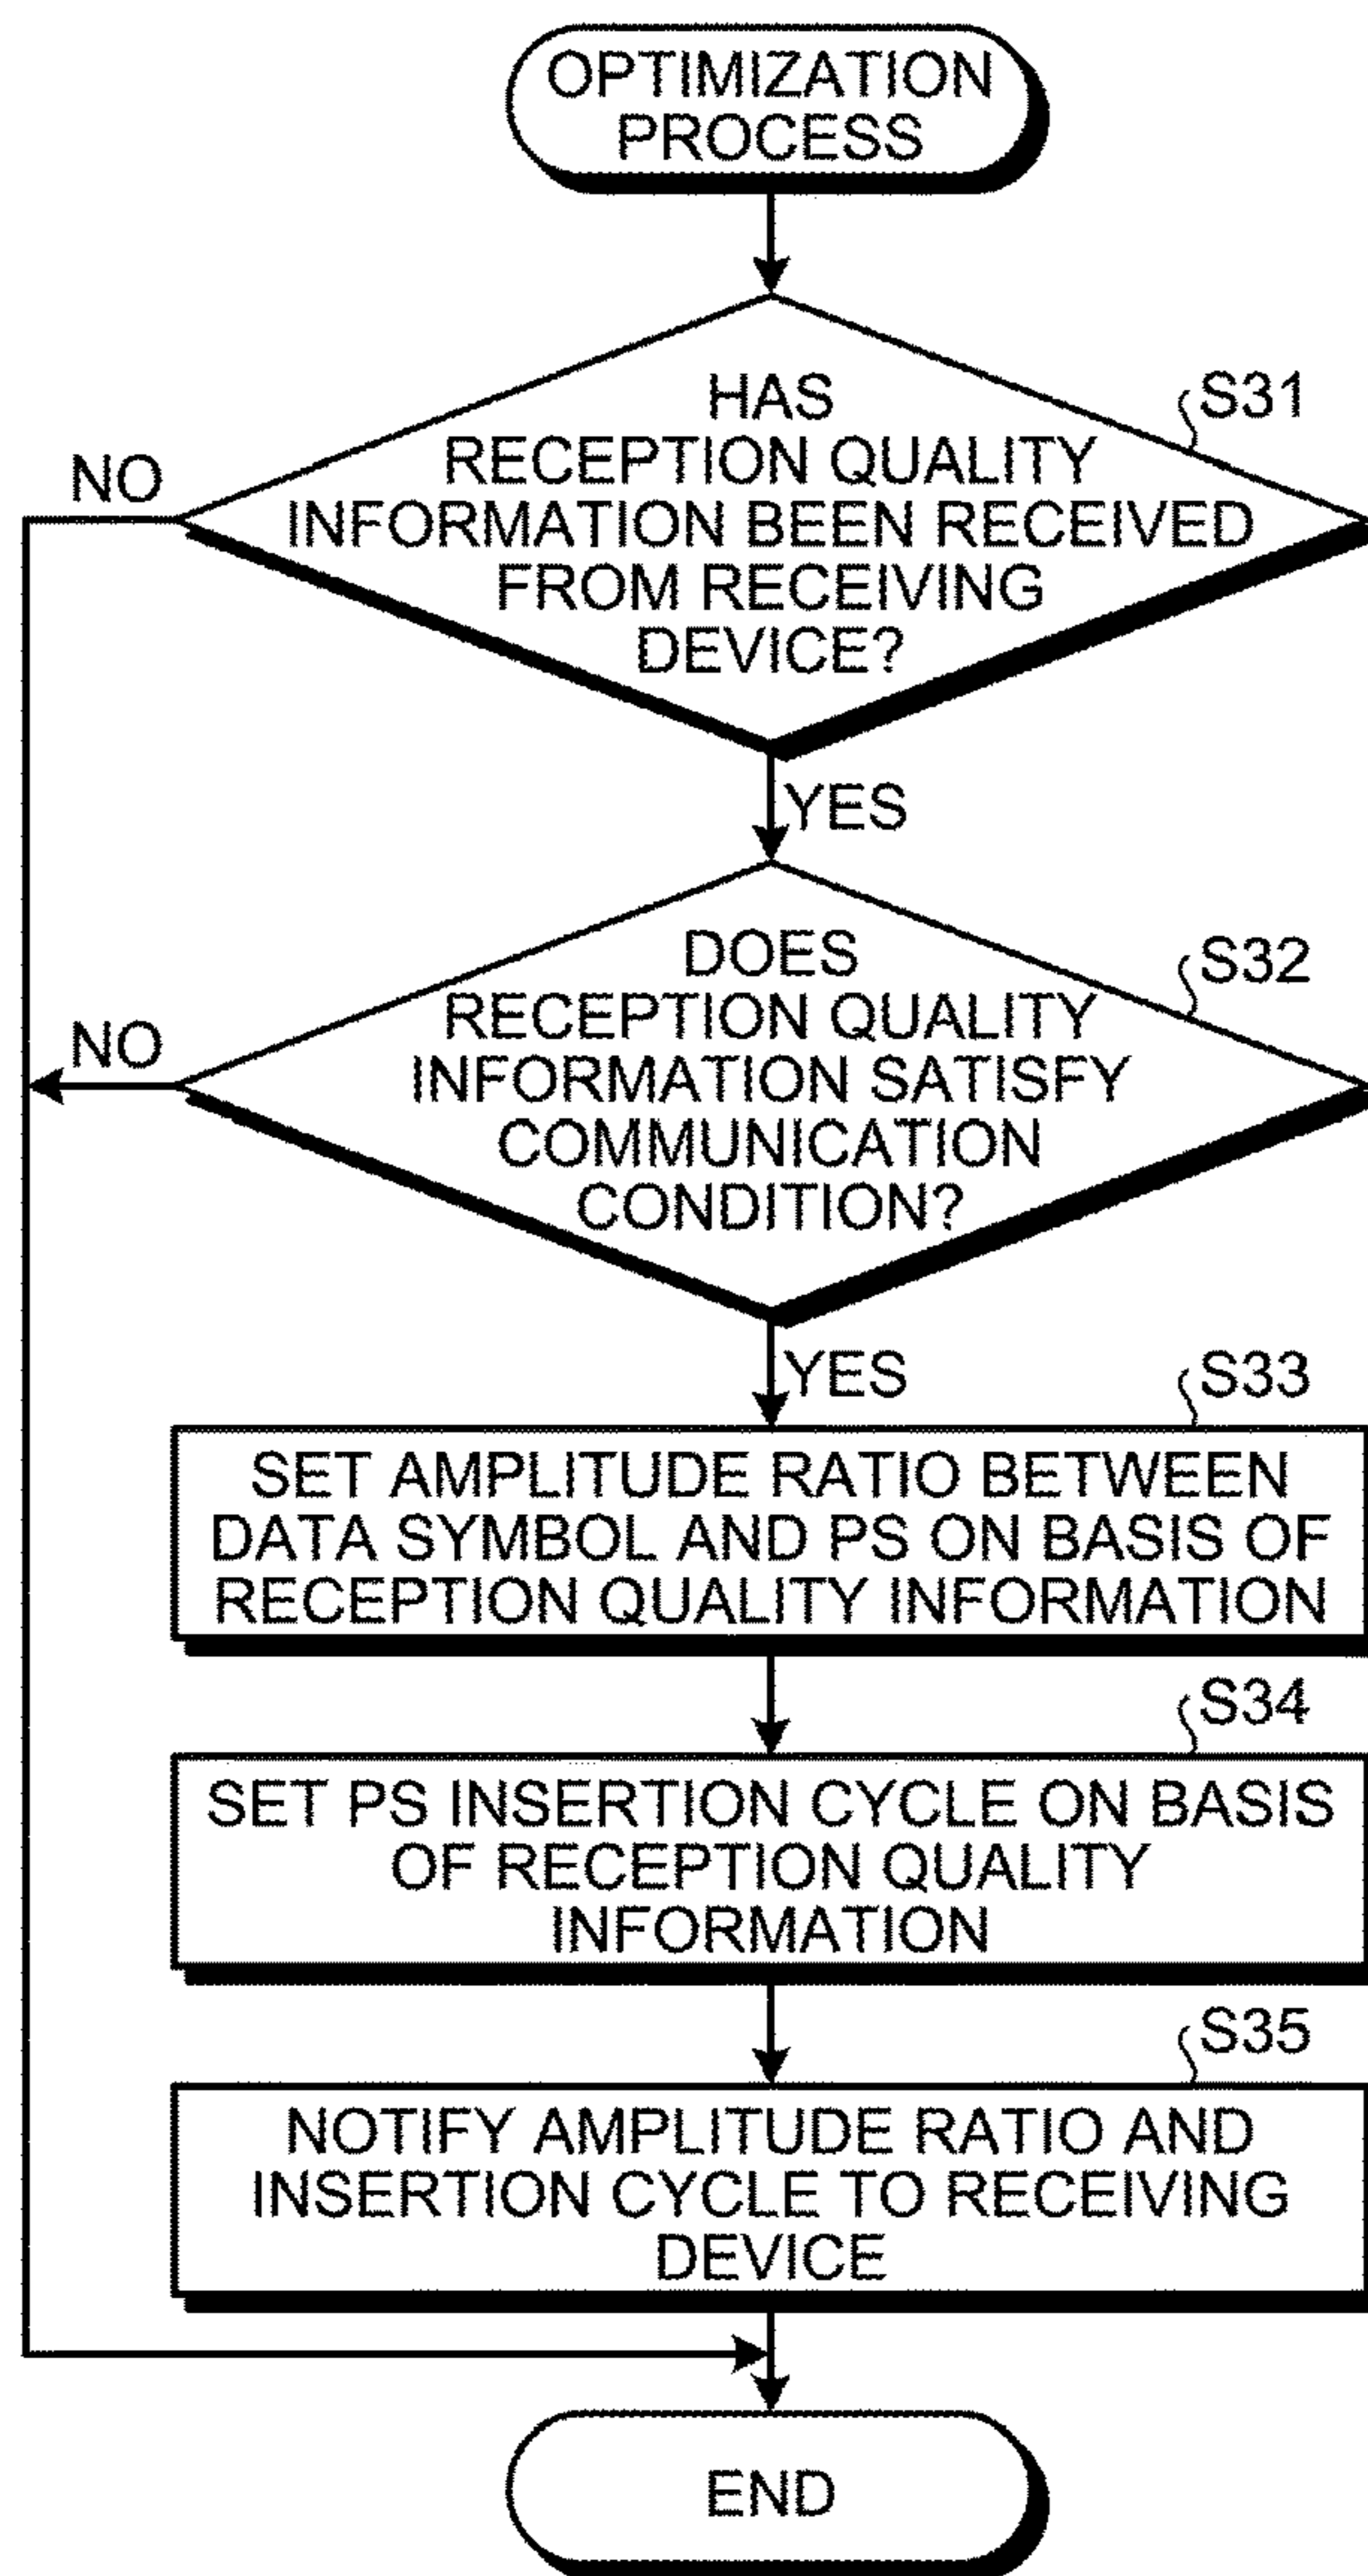 OPTIMIZATION
PROCESS
S31
HAS
RECEPTION QUALITY
INFORMATION BEEN RECEIVED
FROM RECEIVING
DEVICE?
NO
YES
S32
DOES
RECEPTION QUALITY
INFORMATION SATISFY
COMMUNICATION
CONDITION?
NO
YES
S33
SET AMPLITUDE RATIO BETWEEN
DATA SYMBOL AND PS ON BASIS OF
RECEPTION QUALITY INFORMATION
S34
SET PS INSERTION CYCLE ON BASIS
OF RECEPTION QUALITY
INFORMATION
S35
NOTIFY AMPLITUDE RATIO AND
INSERTION CYCLE TO RECEIVING
DEVICE
END